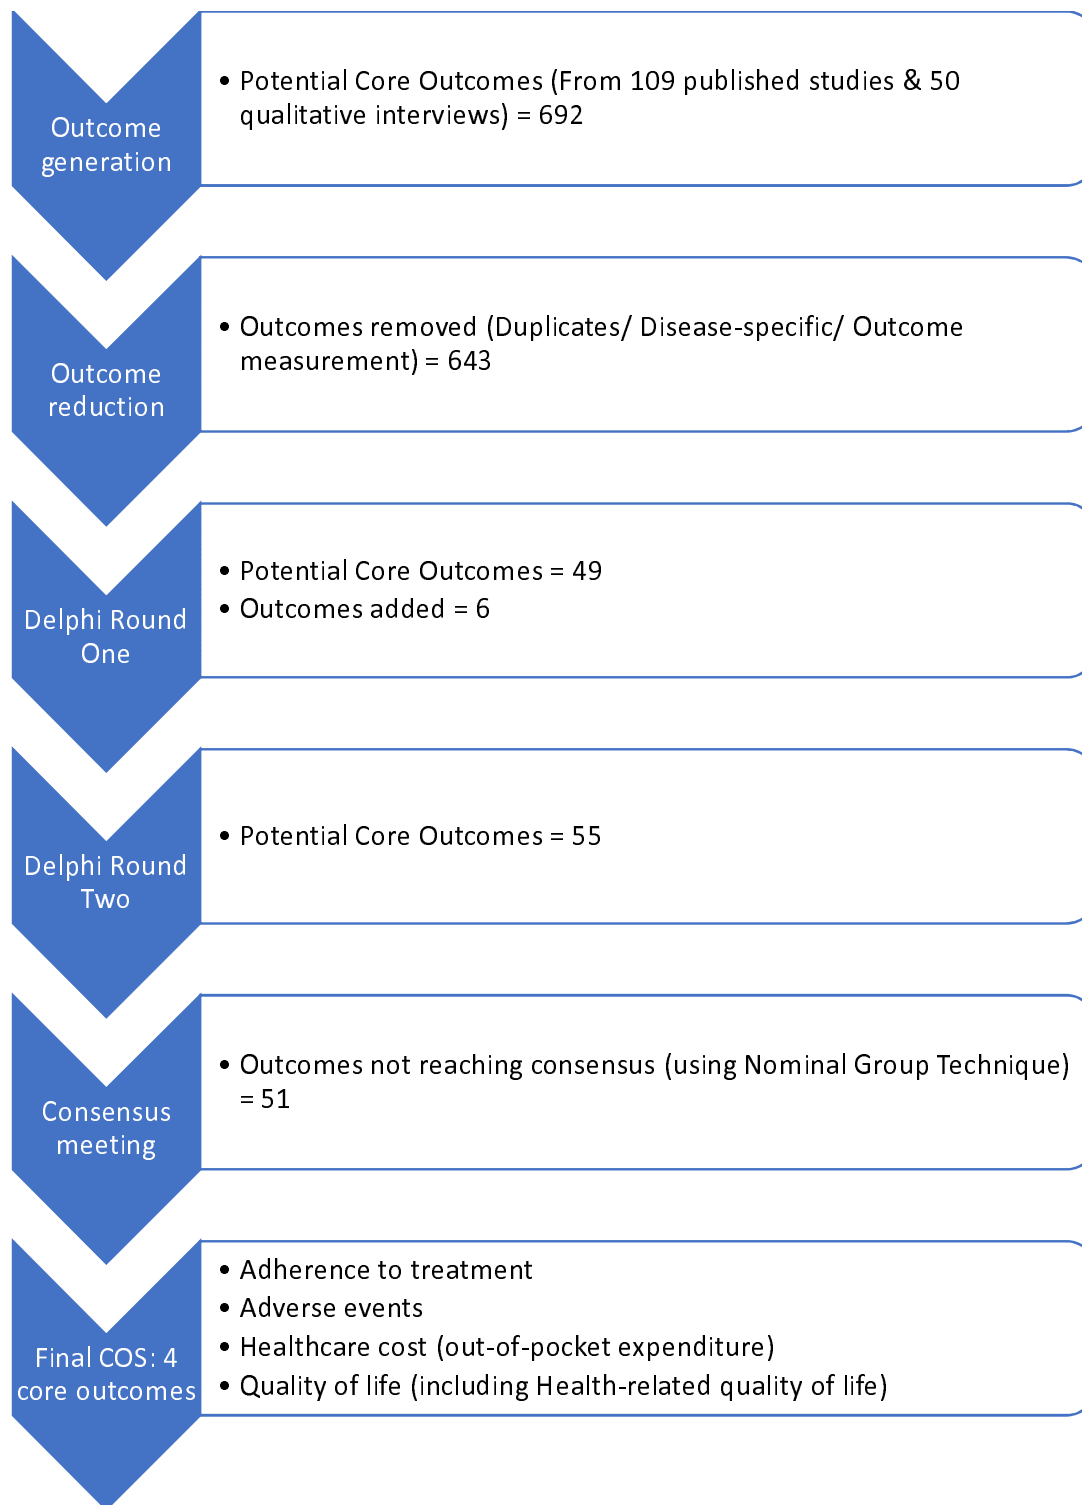 Outcome
generation
• Potential Core Outcomes (From 109 published studies & 50
qualitative interviews) = 692
Outcome
reduction
• Outcomes removed (Duplicates/ Disease-specific/ Outcome
measurement) = 643
Delphi Round
One
• Potential Core Outcomes = 49
• Outcomes added = 6
Delphi Round
Two
• Potential Core Outcomes = 55
Consensus
meeting
• Outcomes not reaching consensus (using Nominal Group Technique)
= 51
Final COS: 4
core outcomes
• Adherence to treatment
• Adverse events
• Healthcare cost (out-of-pocket expenditure)
• Quality of life (including Health-related quality of life)